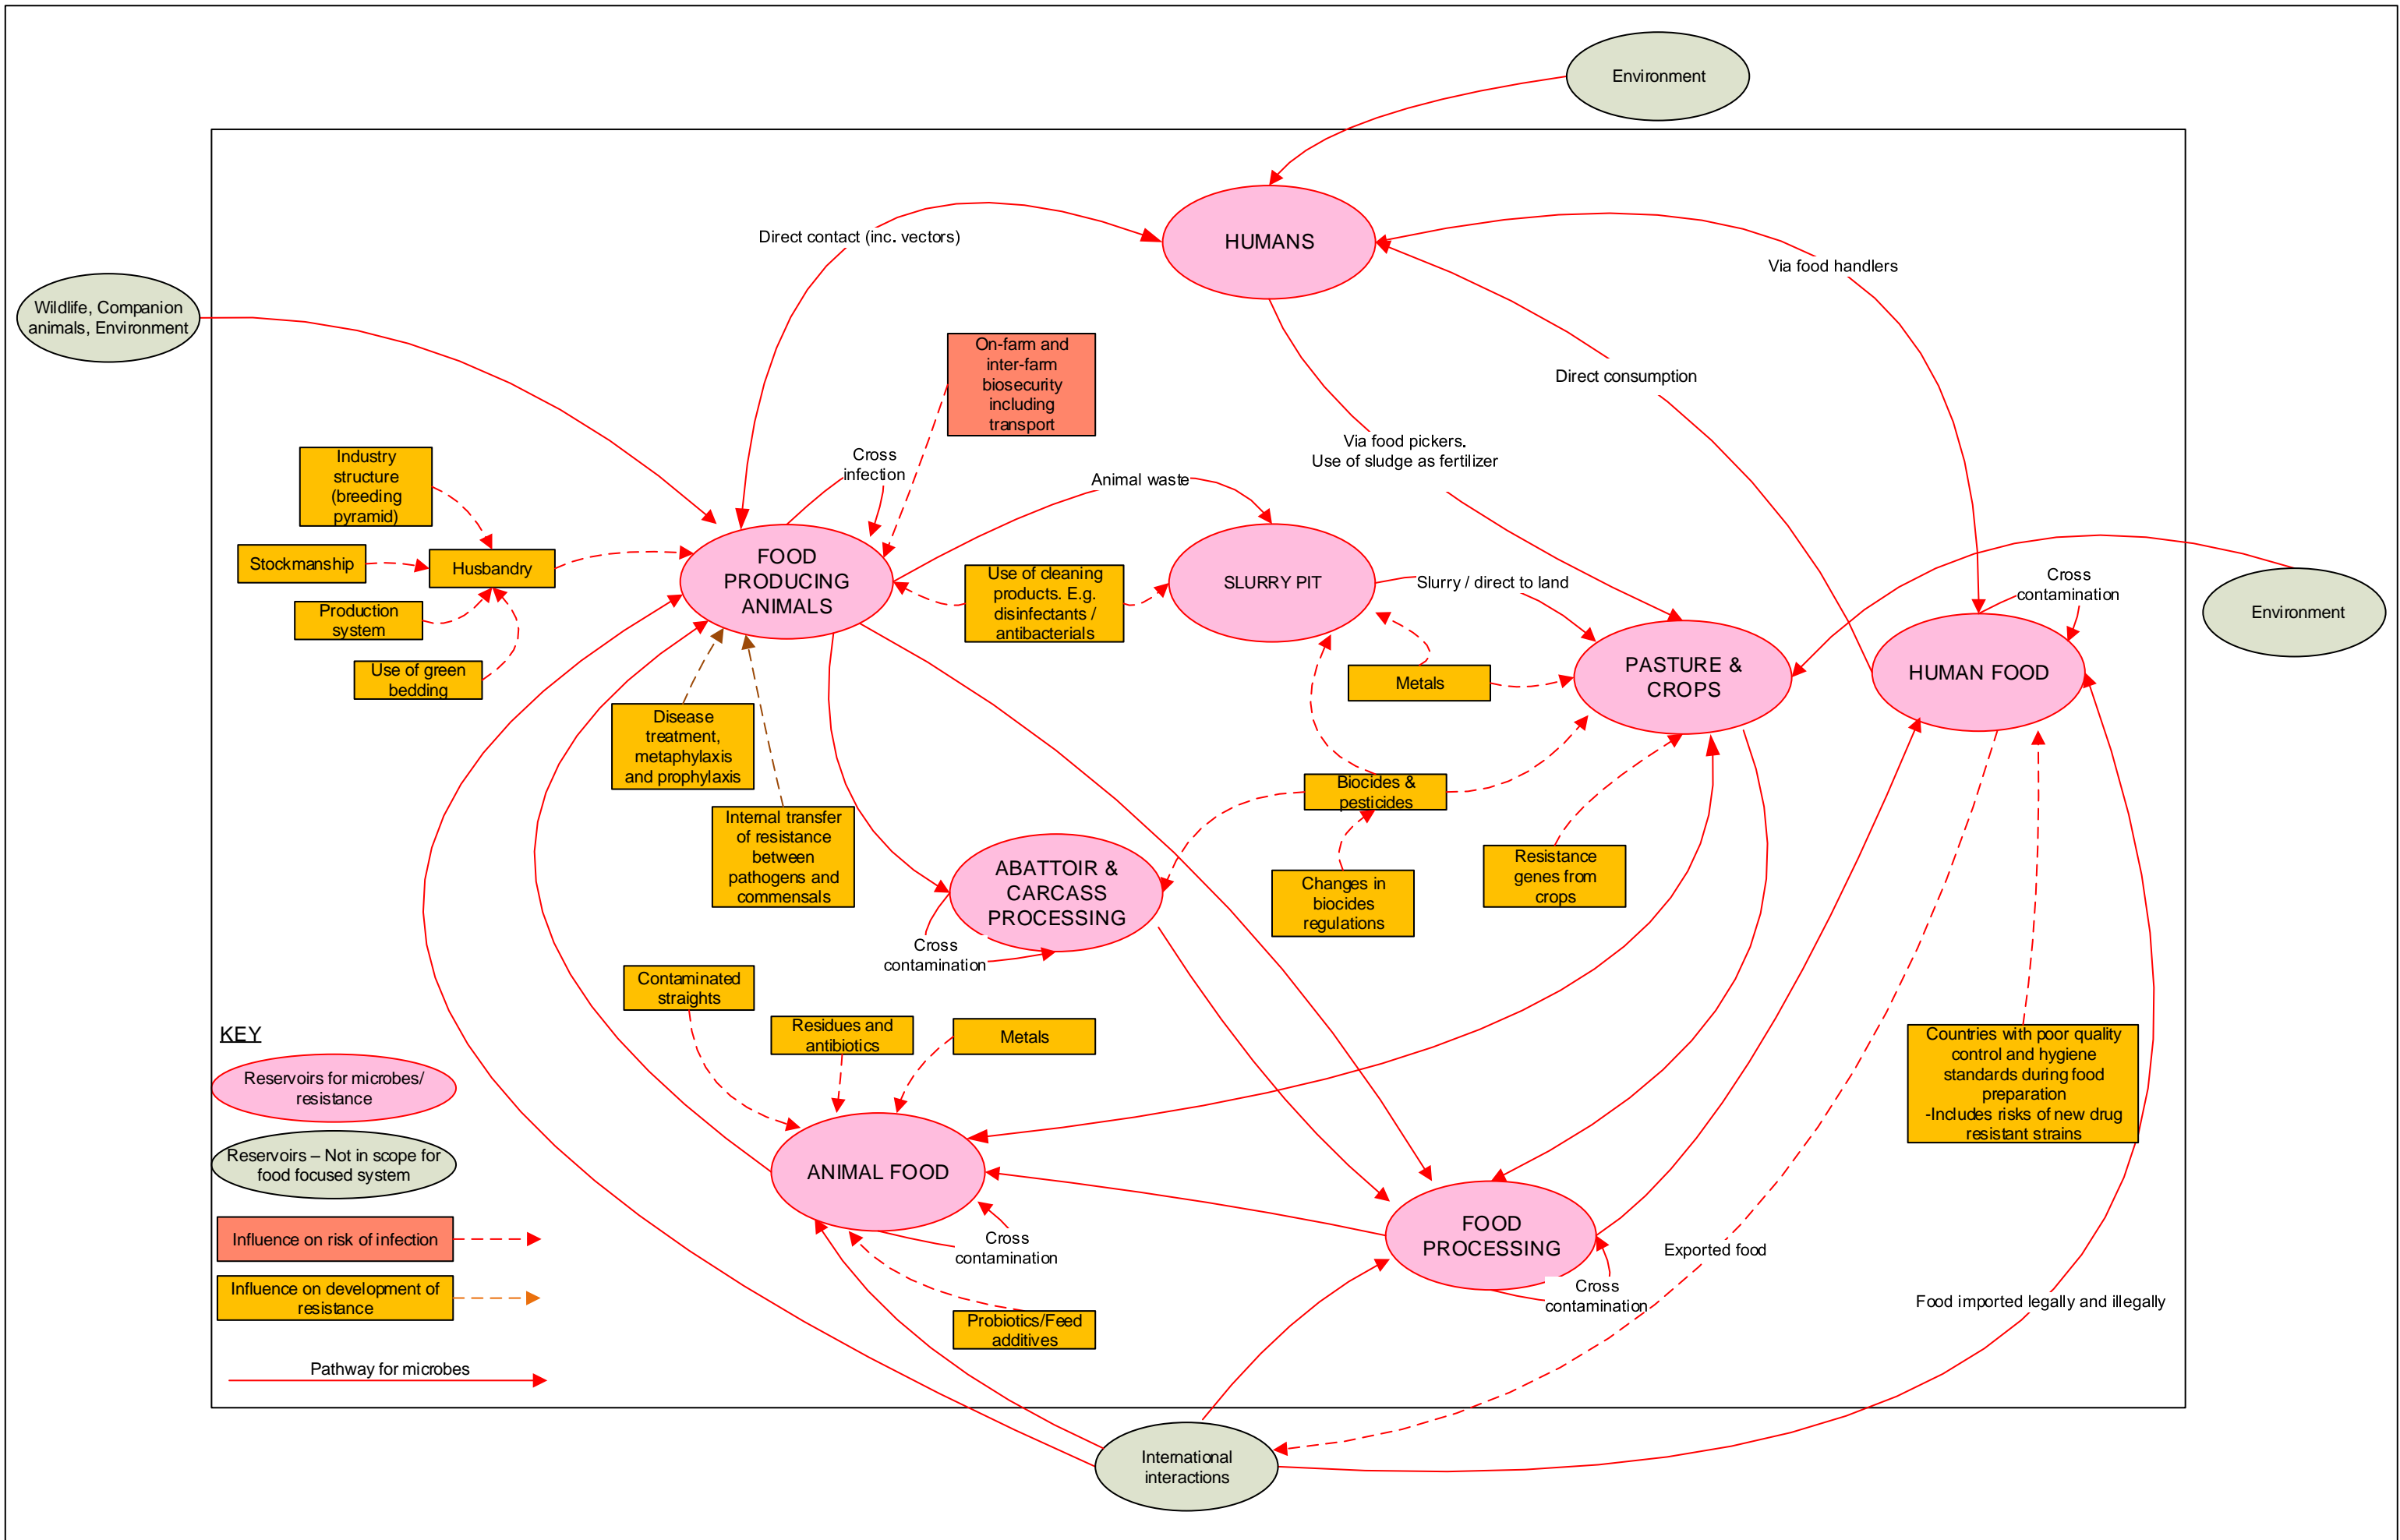 Environment
HUMANS
Direct contact (inc. vectors)
Via food handlers
Wildlife, Companion
animals, Environment
On-farm and
inter-farm
biosecurity
including
transport
Direct consumption
Via food pickers.
Use of sludge as fertilizer
Industry
structure
(breeding
pyramid)
Cross
infection
Animal waste
Stockmanship
Husbandry
Production
system
Use of green
bedding
FOOD
PRODUCING
ANIMALS
Use of cleaning
products. E.g.
disinfectants /
antibacterials
SLURRY PIT
Slurry / direct to land
Cross
contamination
Environment
Metals
PASTURE &
CROPS
HUMAN FOOD
Disease
treatment,
metaphylaxis
and prophylaxis
Internal transfer
of resistance
between
pathogens and
commensals
Biocides &
pesticides
ABATTOIR &
CARCASS
PROCESSING
Changes in
biocides
regulations
Resistance
genes from
crops
Cross
contamination
Contaminated
straights
Residues and
antibiotics
Metals
Countries with poor quality
control and hygiene
standards during food
preparation
-Includes risks of new drug
resistant strains
KEY
Reservoirs for microbes/
resistance
Reservoirs – Not in scope for
food focused system
Influence on risk of infection
Influence on development of
resistance
Pathway for microbes
ANIMAL FOOD
Cross
contamination
Probiotics/Feed
additives
FOOD
PROCESSING
Cross
contamination
Exported food
Food imported legally and illegally
International
interactions